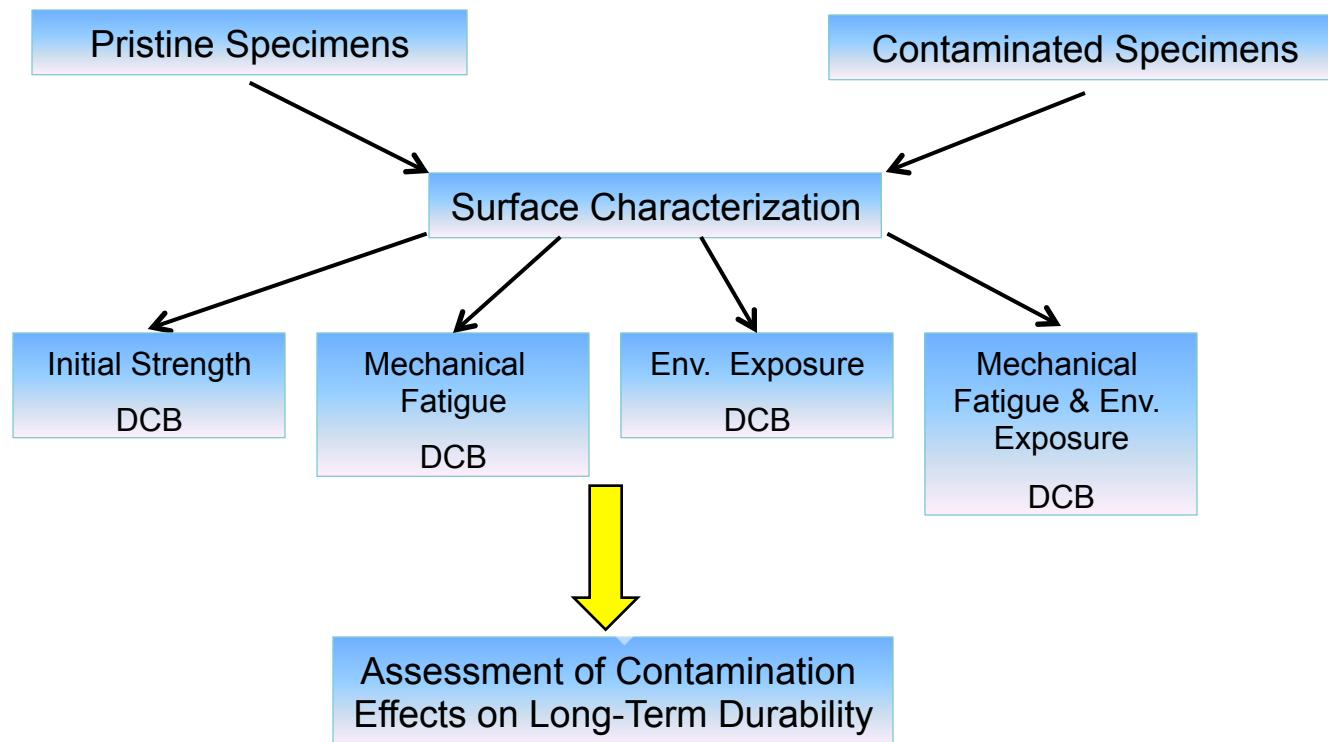 Pristine Specimens
Contaminated Specimens
Surface Characterization
Initial Strength
DCB
Mechanical
Fatigue
DCB
Env. Exposure
DCB
Mechanical
Fatigue & Env.
Exposure
DCB
Assessment of Contamination
Effects on Long-Term Durability